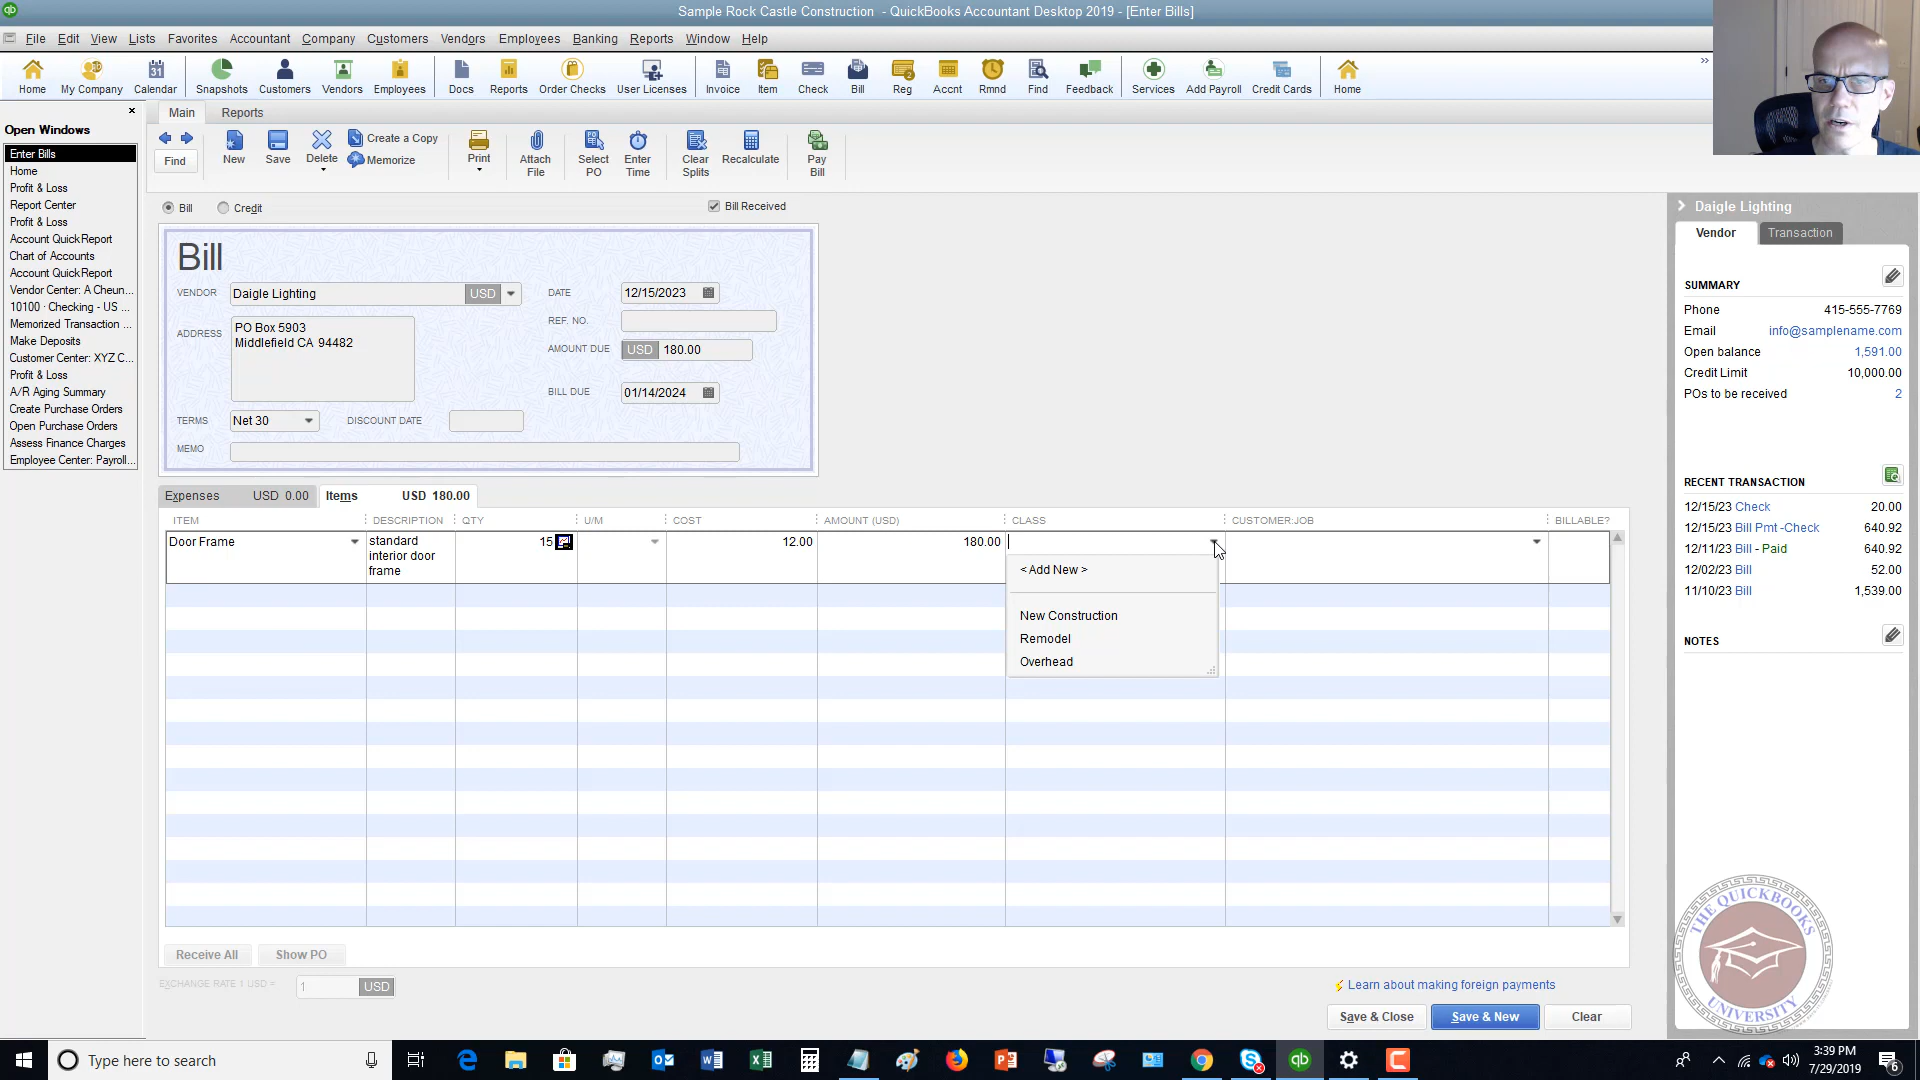 Sample Rock Castle Construction - QuickBooks Accountant Desktop 2019 - [Enter Bills]
File Edit View Lists Favorites Accountant Company Customers Vendors Employees Banking Reports Window Help
Home My Company Calendar Snapshots Customers Vendors Employees Docs Reports Order Checks User Licenses Invoice Item Check Bill Reg Accnt Rmnd Find Feedback Services Add Payroll Credit Cards Home
Main Reports
Open Windows
Enter Bills
Home
Profit & Loss
Report Center
Profit & Loss
Account QuickReport
Chart of Accounts
Account QuickReport
Vendor Center: A Cheun...
10100 · Checking - US ...
Memorized Transaction ...
Make Deposits
Customer Center: XYZ C...
Profit & Loss
A/R Aging Summary
Create Purchase Orders
Open Purchase Orders
Assess Finance Charges
Employee Center: Payroll...
Find New Save Delete Create a Copy
Memorize
Print Attach File Select PO Enter Time Clear Splits Recalculate Pay Bill
Bill Credit Bill Received
Bill
VENDOR Daigle Lighting USD DATE 12/15/2023
ADDRESS PO Box 5903
Middlefield CA 94482
REF. NO.
AMOUNT DUE USD 180.00
BILL DUE 01/14/2024
TERMS Net 30 DISCOUNT DATE
MEMO
Expenses USD 0.00 Items USD 180.00
ITEM DESCRIPTION QTY U/M COST AMOUNT (USD) CLASS CUSTOMER:JOB BILLABLE?
Door Frame standard interior door frame 15 12.00 180.00
< Add New >
New Construction
Remodel
Overhead
Receive All Show PO
EXCHANGE RATE 1 USD = 1 USD
Learn about making foreign payments
Save & Close Save & New Clear
Daigle Lighting
Vendor Transaction
SUMMARY
Phone 415-555-7769
Email info@samplename.com
Open balance 1,591.00
Credit Limit 10,000.00
POs to be received 2
RECENT TRANSACTION
12/15/23 Check 20.00
12/15/23 Bill Pmt -Check 640.92
12/11/23 Bill - Paid 640.92
12/02/23 Bill 52.00
11/10/23 Bill 1,539.00
NOTES
THE QUICKBOOKS UNIVERSITY
Type here to search
3:39 PM
7/29/2019
6